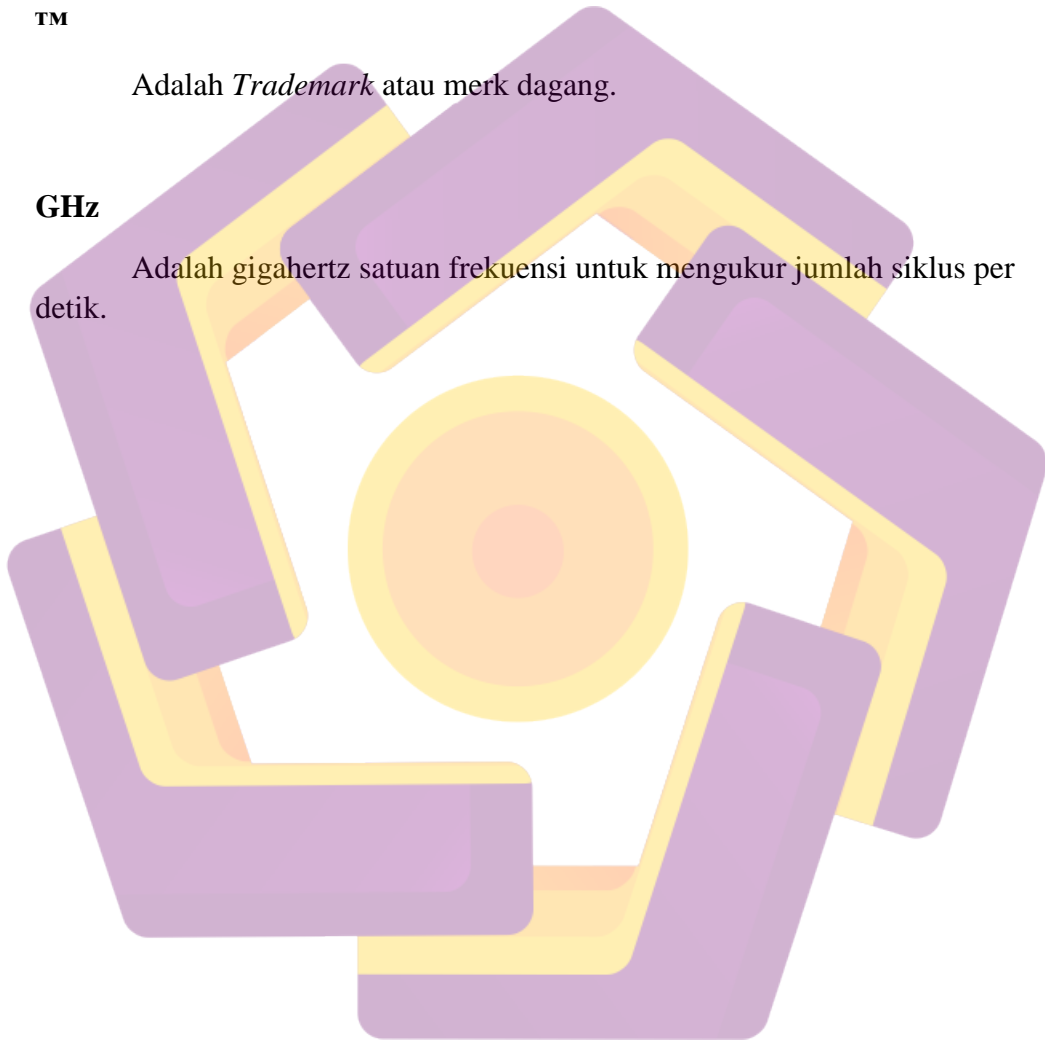 ™
Adalah Trademark atau merk dagang.
GHz
Adalah gigahertz satuan frekuensi untuk mengukur jumlah siklus per
detik.